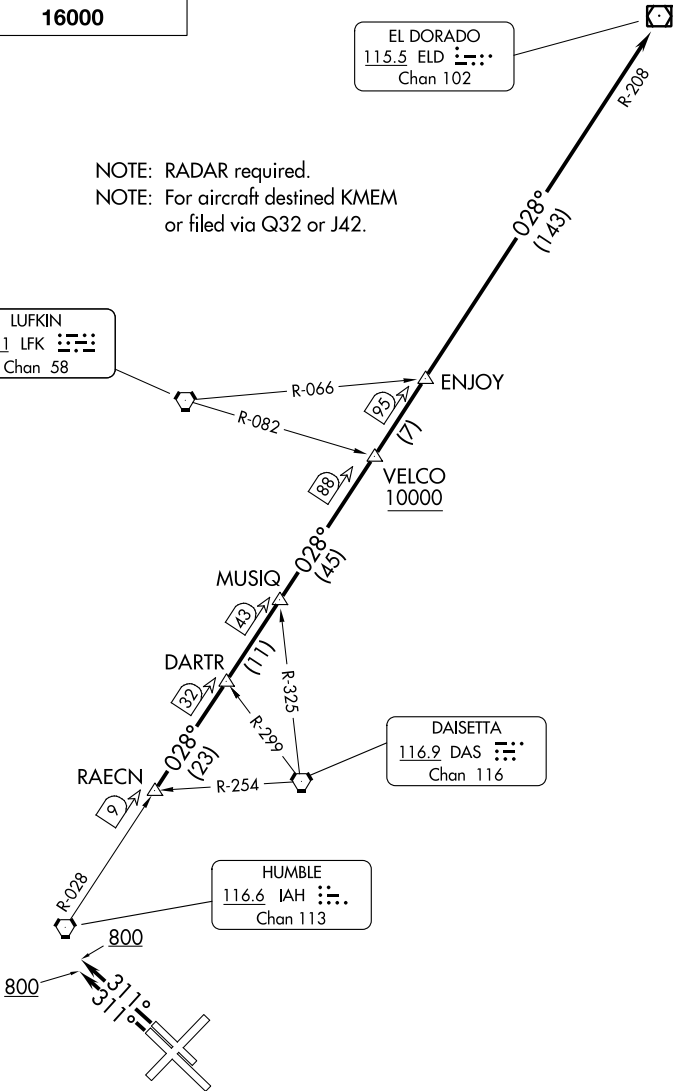 16000
EL DORADO
115.5 ELD
Chan 102
R-208
NOTE: RADAR required.
NOTE: For aircraft destined KMEM
or filed via Q32 or J42.
028°
(143)
LUFKIN
1 LFK
Chan 58
R-066
ENJOY
95
(7)
R-082
88
VELCO
10000
028°
(45)
MUSIQ
43
(11)
DARTR
32
R-325
R-299
028°
(23)
DAISETTA
116.9 DAS
Chan 116
RAECN
9
R-254
R-028
HUMBLE
116.6 IAH
Chan 113
800
800
311°
311°